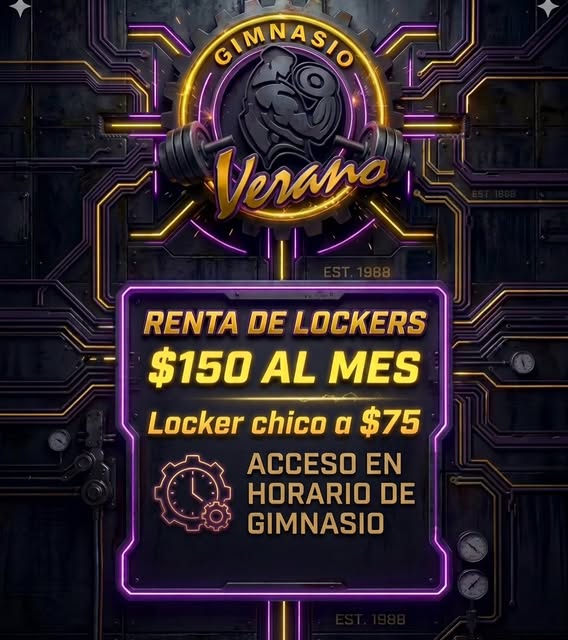 GIMNASIO
Verano
EST. 1988
EST. 1988
RENTA DE LOCKERS
$150 AL MES
Locker chico a $75
ACCESO EN
HORARIO DE
GIMNASIO
EST. 1988